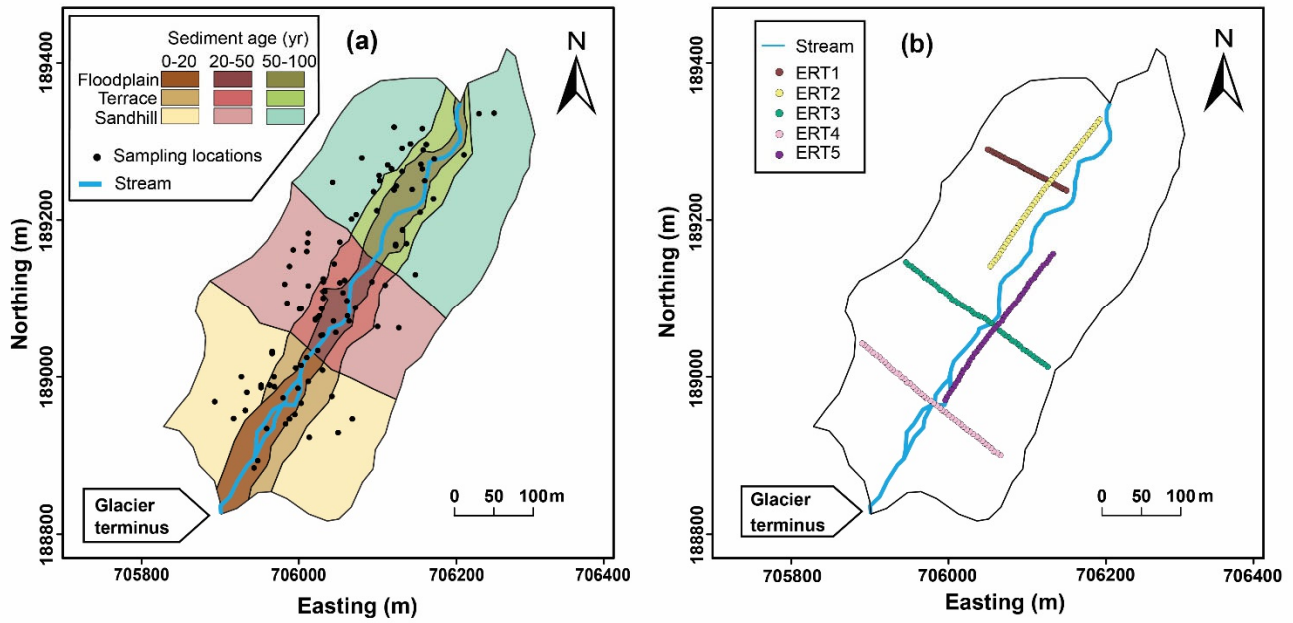 Sediment age (yr)
0-20 20-50 50-100
Floodplain
Terrace
Sandhill
Sampling locations
Stream
(a)
N
Northing (m)
189400
189200
189000
188800
0 50 100 m
Glacier
terminus
705800 706000 706200 706400
Easting (m)
Stream
ERT1
ERT2
ERT3
ERT4
ERT5
(b)
N
Northing (m)
189400
189200
189000
188800
0 50 100 m
Glacier
terminus
705800 706000 706200 706400
Easting (m)